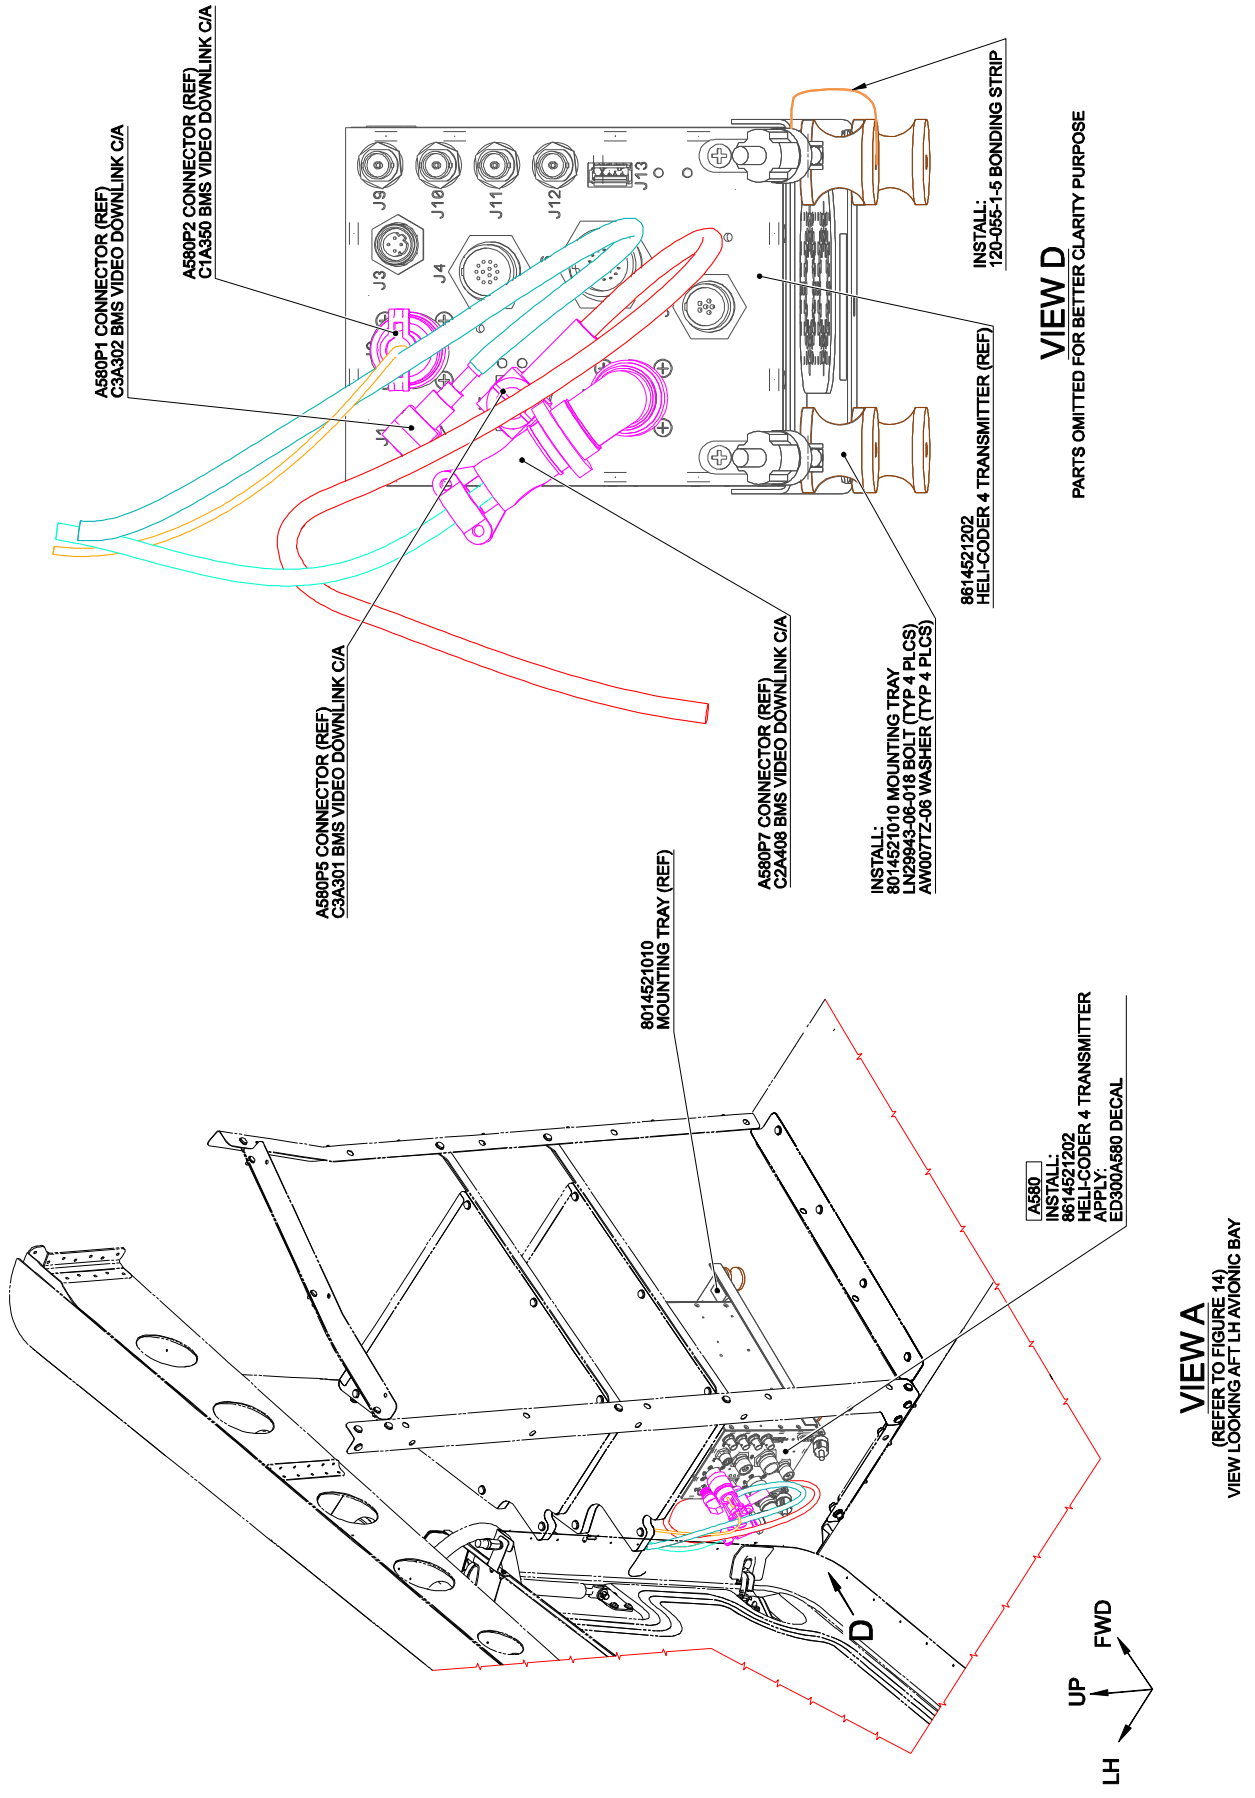 A580P1 CONNECTOR (REF)
C3A302 BMS VIDEO DOWNLINK C/A
A580P2 CONNECTOR (REF)
C1A350 BMS VIDEO DOWNLINK C/A
A580P5 CONNECTOR (REF)
C3A301 BMS VIDEO DOWNLINK C/A
A580P7 CONNECTOR (REF)
C2A408 BMS VIDEO DOWNLINK C/A
J9
J10
J11
J12
J13
J3
J4
J1
INSTALL:
8014521010 MOUNTING TRAY
LN29943-06-018 BOLT (TYP 4 PLCS)
AW007TZ-06 WASHER (TYP 4 PLCS)
8614521202
HELI-CODER 4 TRANSMITTER (REF)
INSTALL:
120-055-1-5 BONDING STRIP
VIEW D
PARTS OMITTED FOR BETTER CLARITY PURPOSE
8014521010
MOUNTING TRAY (REF)
A580
INSTALL:
8614521202
HELI-CODER 4 TRANSMITTER
APPLY:
ED300A580 DECAL
D
LH
UP
FWD
VIEW A
(REFER TO FIGURE 14)
VIEW LOOKING AFT LH AVIONIC BAY